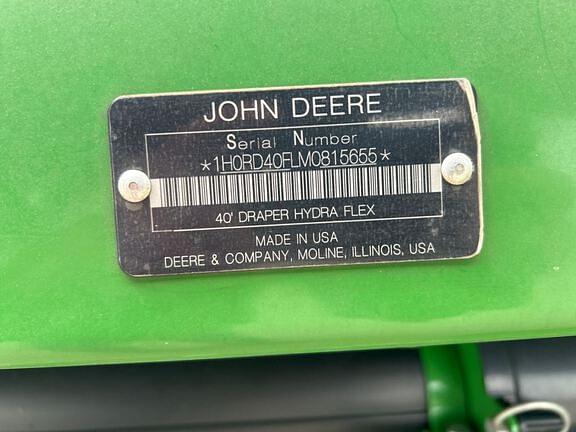 JOHN DEERE
Serial Number
*1H0RD40FLM0815655*
40' DRAPER HYDRA FLEX
MADE IN USA
DEERE & COMPANY, MOLINE, ILLINOIS, USA